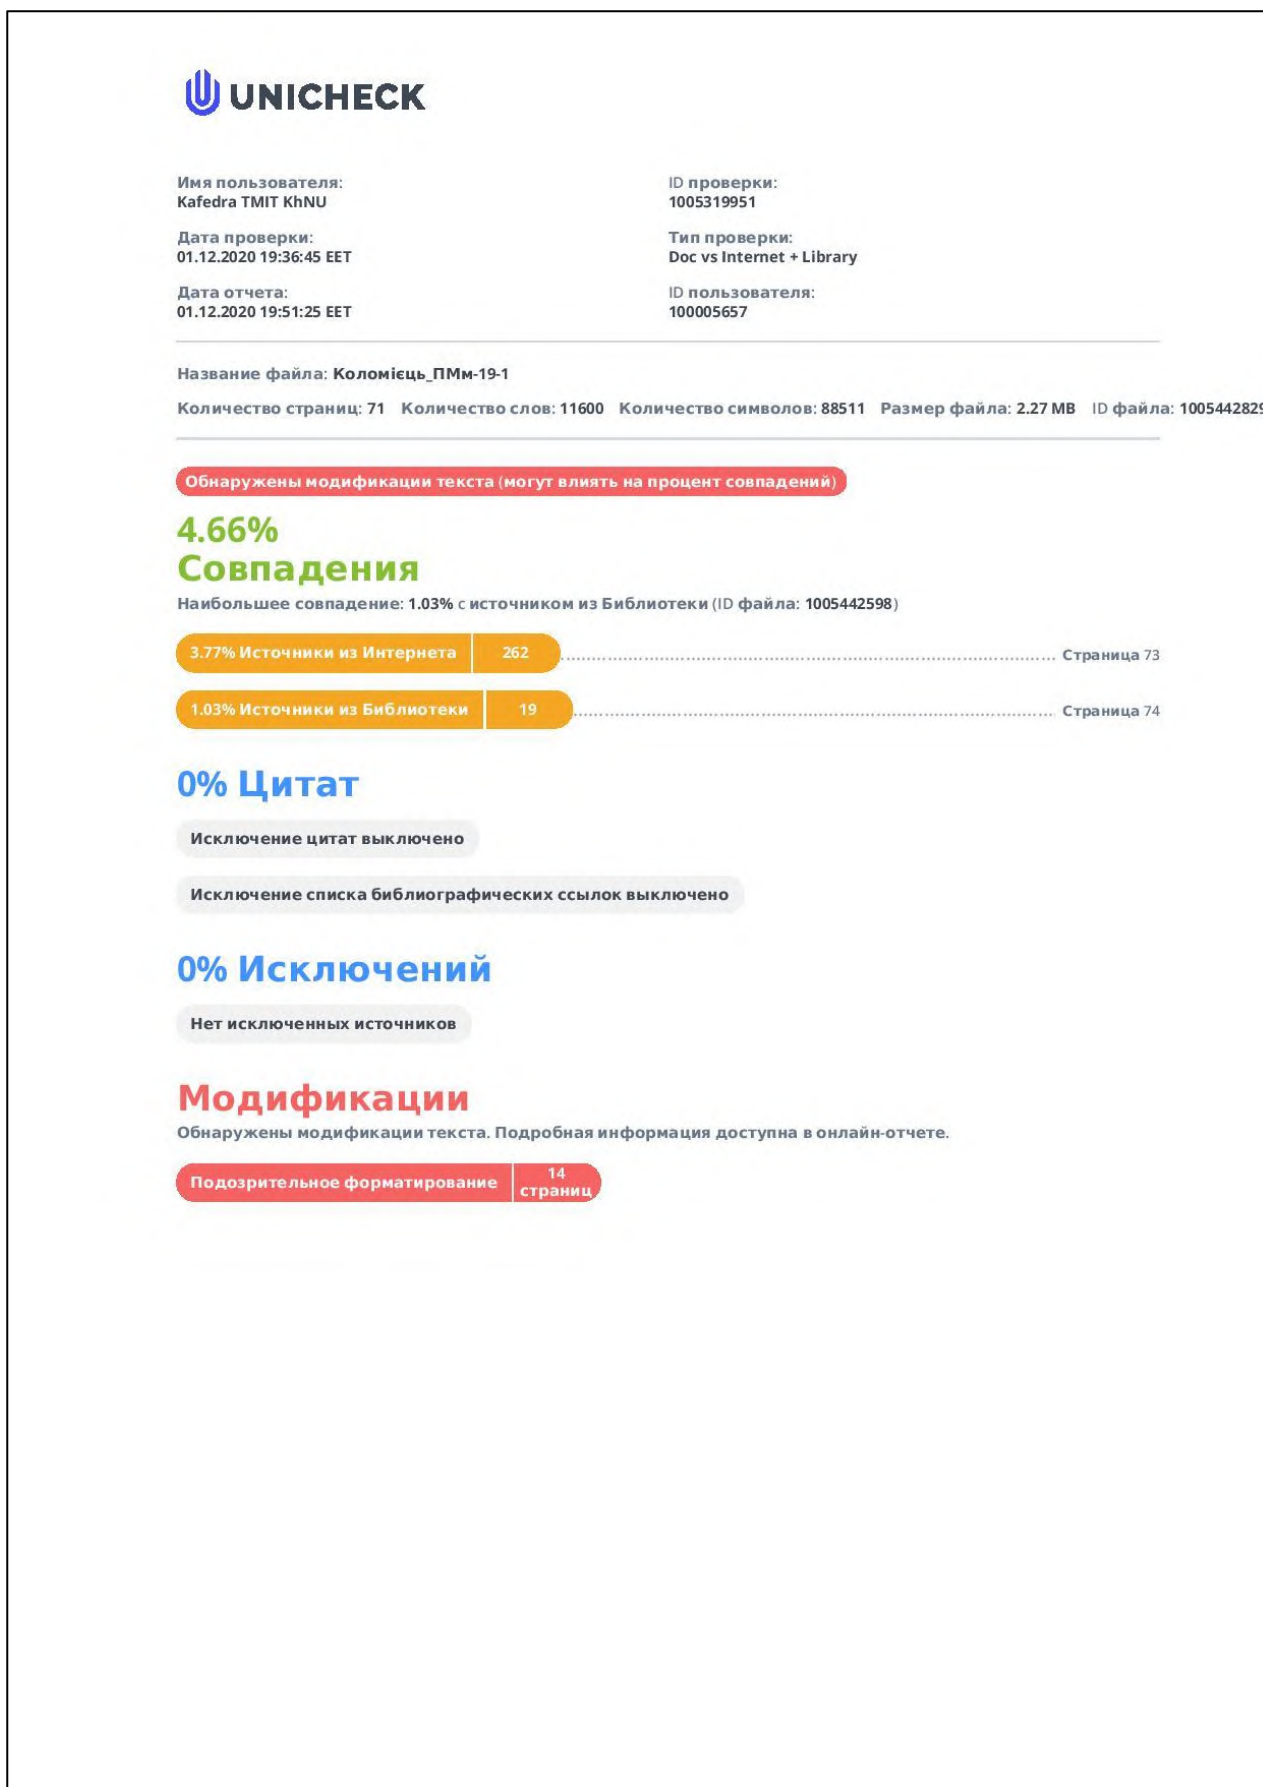 UNICHECK
Имя пользователя:
Kafedra TMIT KhNU
ID проверки:
1005319951
Дата проверки:
01.12.2020 19:36:45 EET
Тип проверки:
Doc vs Internet + Library
Дата отчета:
01.12.2020 19:51:25 EET
ID пользователя:
100005657
Название файла: Коломієць_ПМм-19-1
Количество страниц: 71 Количество слов: 11600 Количество символов: 88511 Размер файла: 2.27 MB ID файла: 1005442829
Обнаружены модификации текста (могут влиять на процент совпадений)
4.66%
Совпадения
Наибольшее совпадение: 1.03% с источником из Библиотеки (ID файла: 1005442598)
3.77% Источники из Интернета 262 Страница 73
1.03% Источники из Библиотеки 19 Страница 74
0% Цитат
Исключение цитат выключено
Исключение списка библиографических ссылок выключено
0% Исключений
Нет исключенных источников
Модификации
Обнаружены модификации текста. Подробная информация доступна в онлайн-отчете.
Подозрительное форматирование 14 страниц